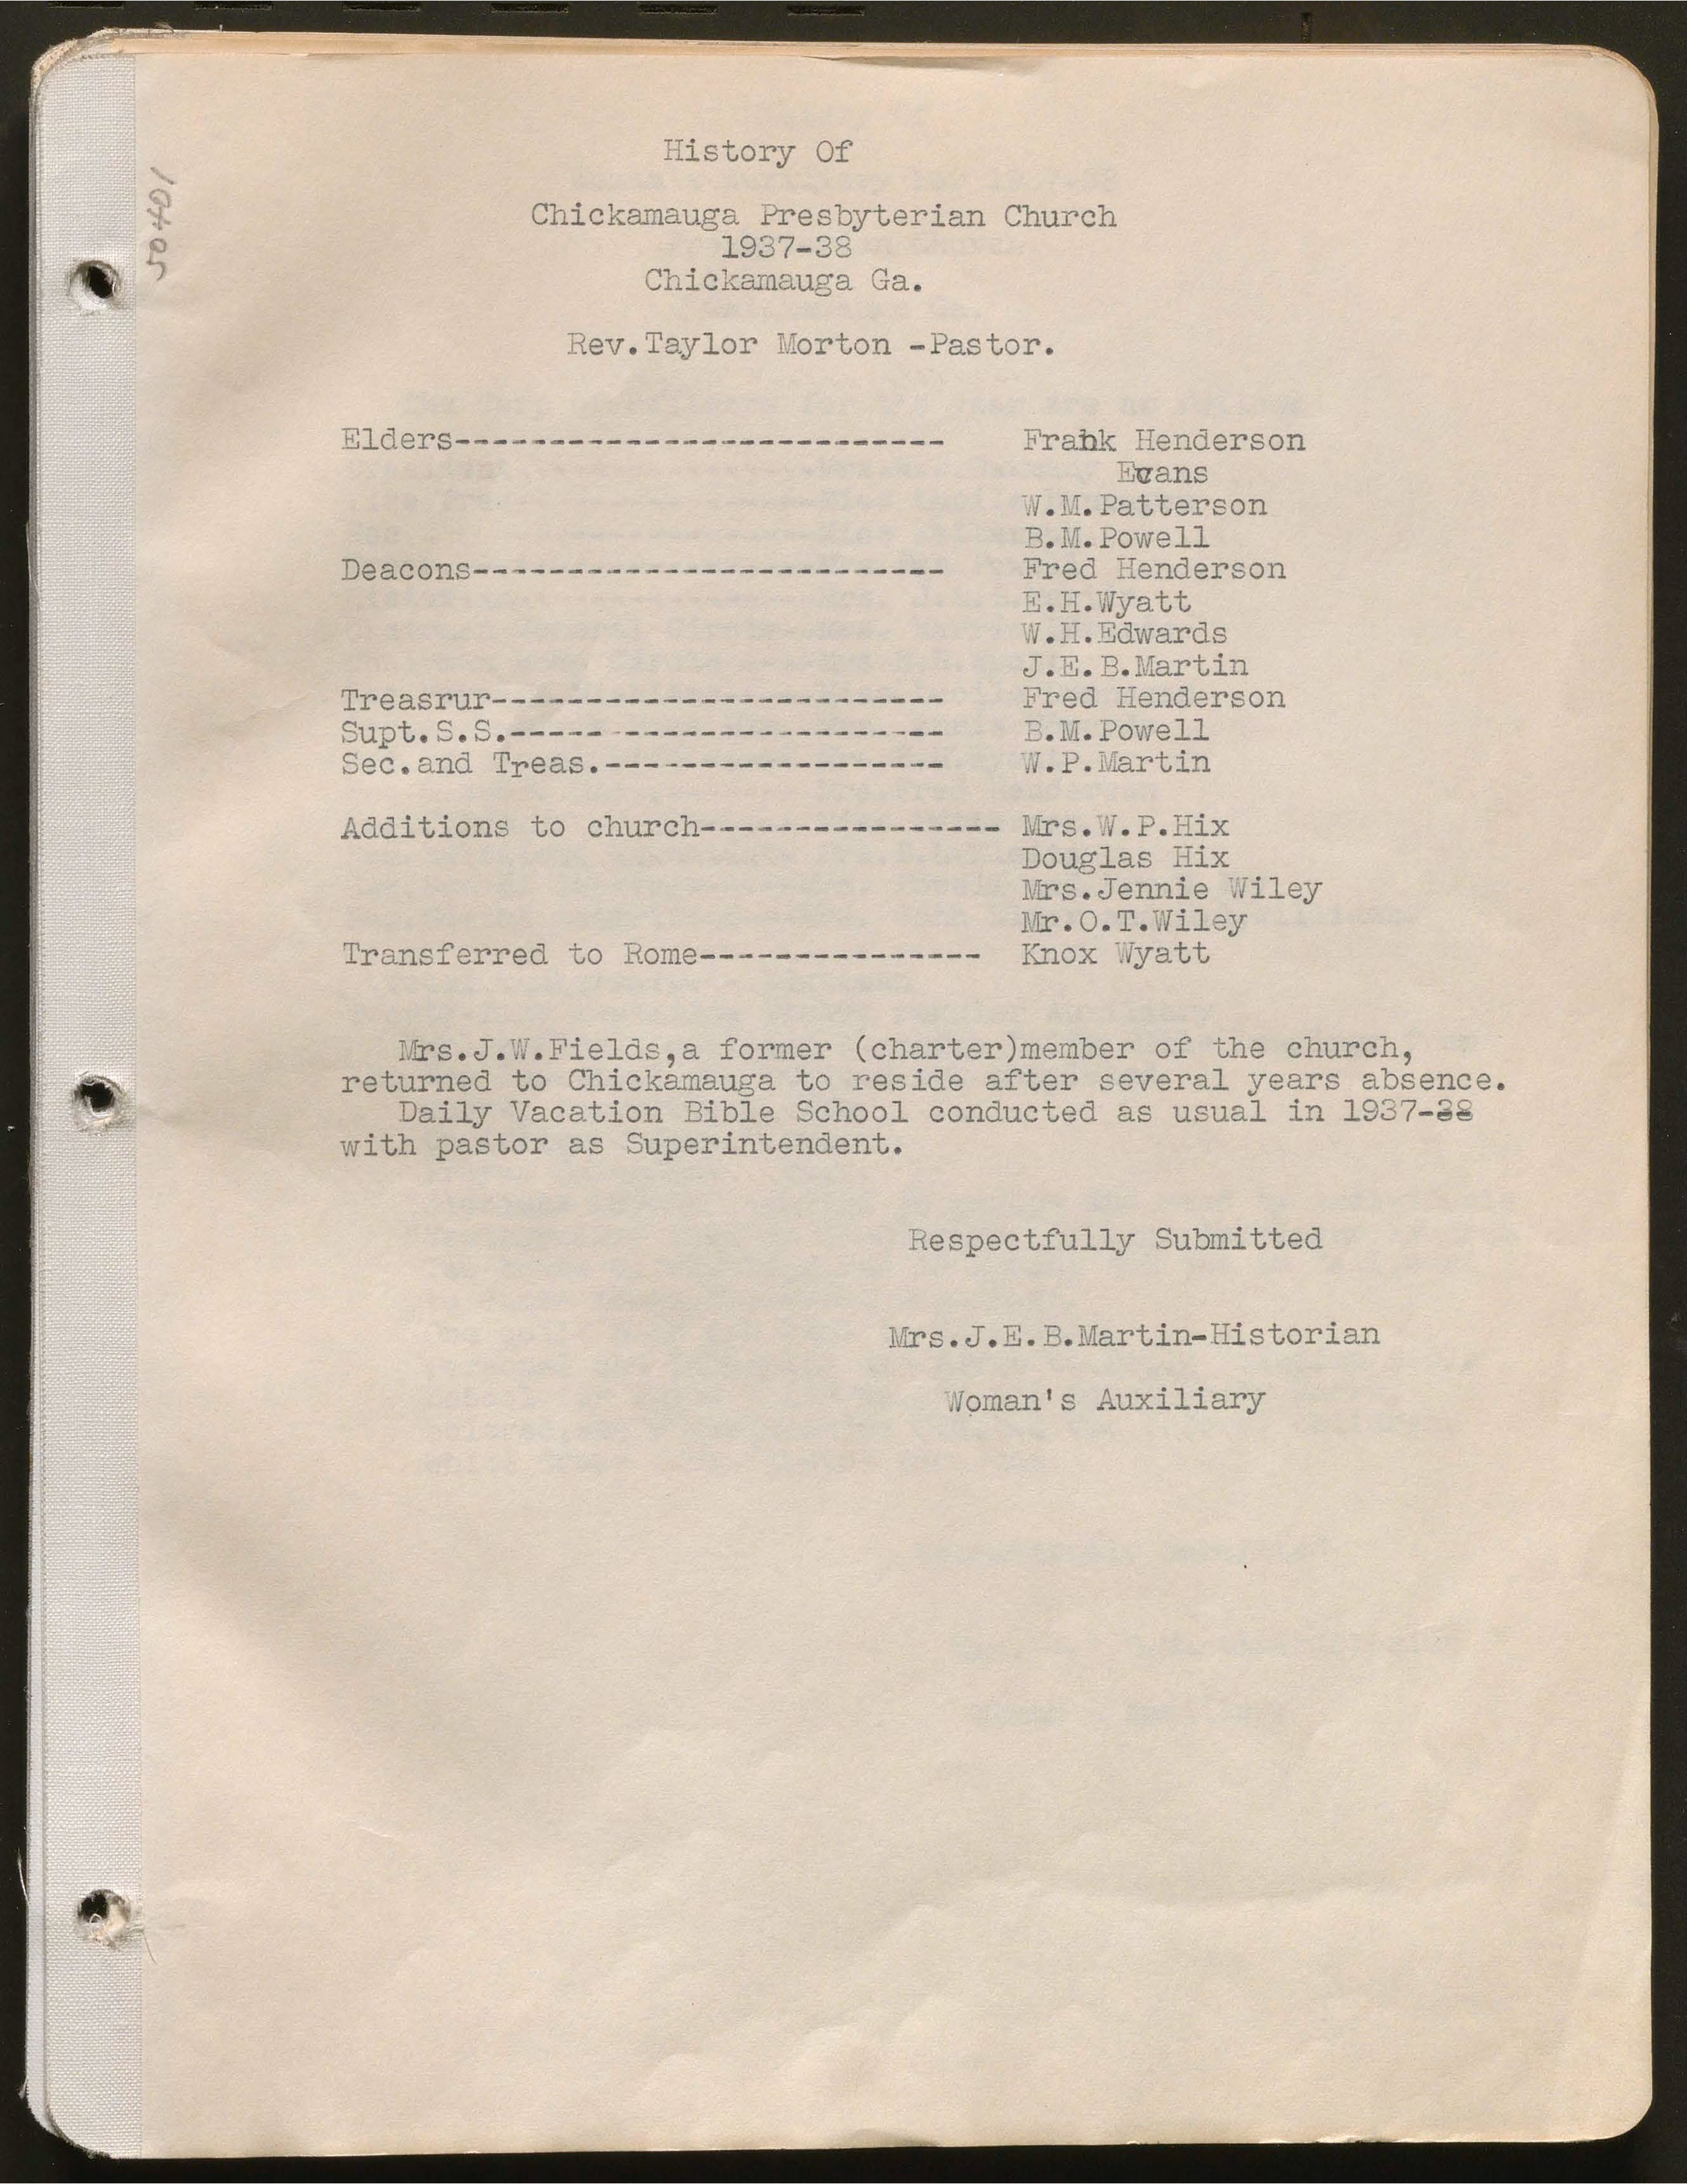 History Of
Chickamauga Presbyterian Church
1937-38
Chickamauga Ga.
Rev.Taylor Morton -Pastor.
Elders-------------------------- Frank Henderson
Evans
W.M.Patterson
B.M.Powell
Deacons------------------------- Fred Henderson
E.H.Wyatt
W.H.Edwards
J.E.B.Martin
Treasrur------------------------ Fred Henderson
Supt.S.S.----------------------- B.M.Powell
Sec.and Treas.------------------ W.P.Martin
Additions to church---------------- Mrs.W.P.Hix
Douglas Hix
Mrs.Jennie Wiley
Mr.O.T.Wiley
Transferred to Rome--------------- Knox Wyatt
Mrs.J.W.Fields,a former (charter)member of the church,
returned to Chickamauga to reside after several years absence.
Daily Vacation Bible School conducted as usual in 1937-38
with pastor as Superintendent.
Respectfully Submitted
Mrs.J.E.B.Martin-Historian
Woman's Auxiliary
10405